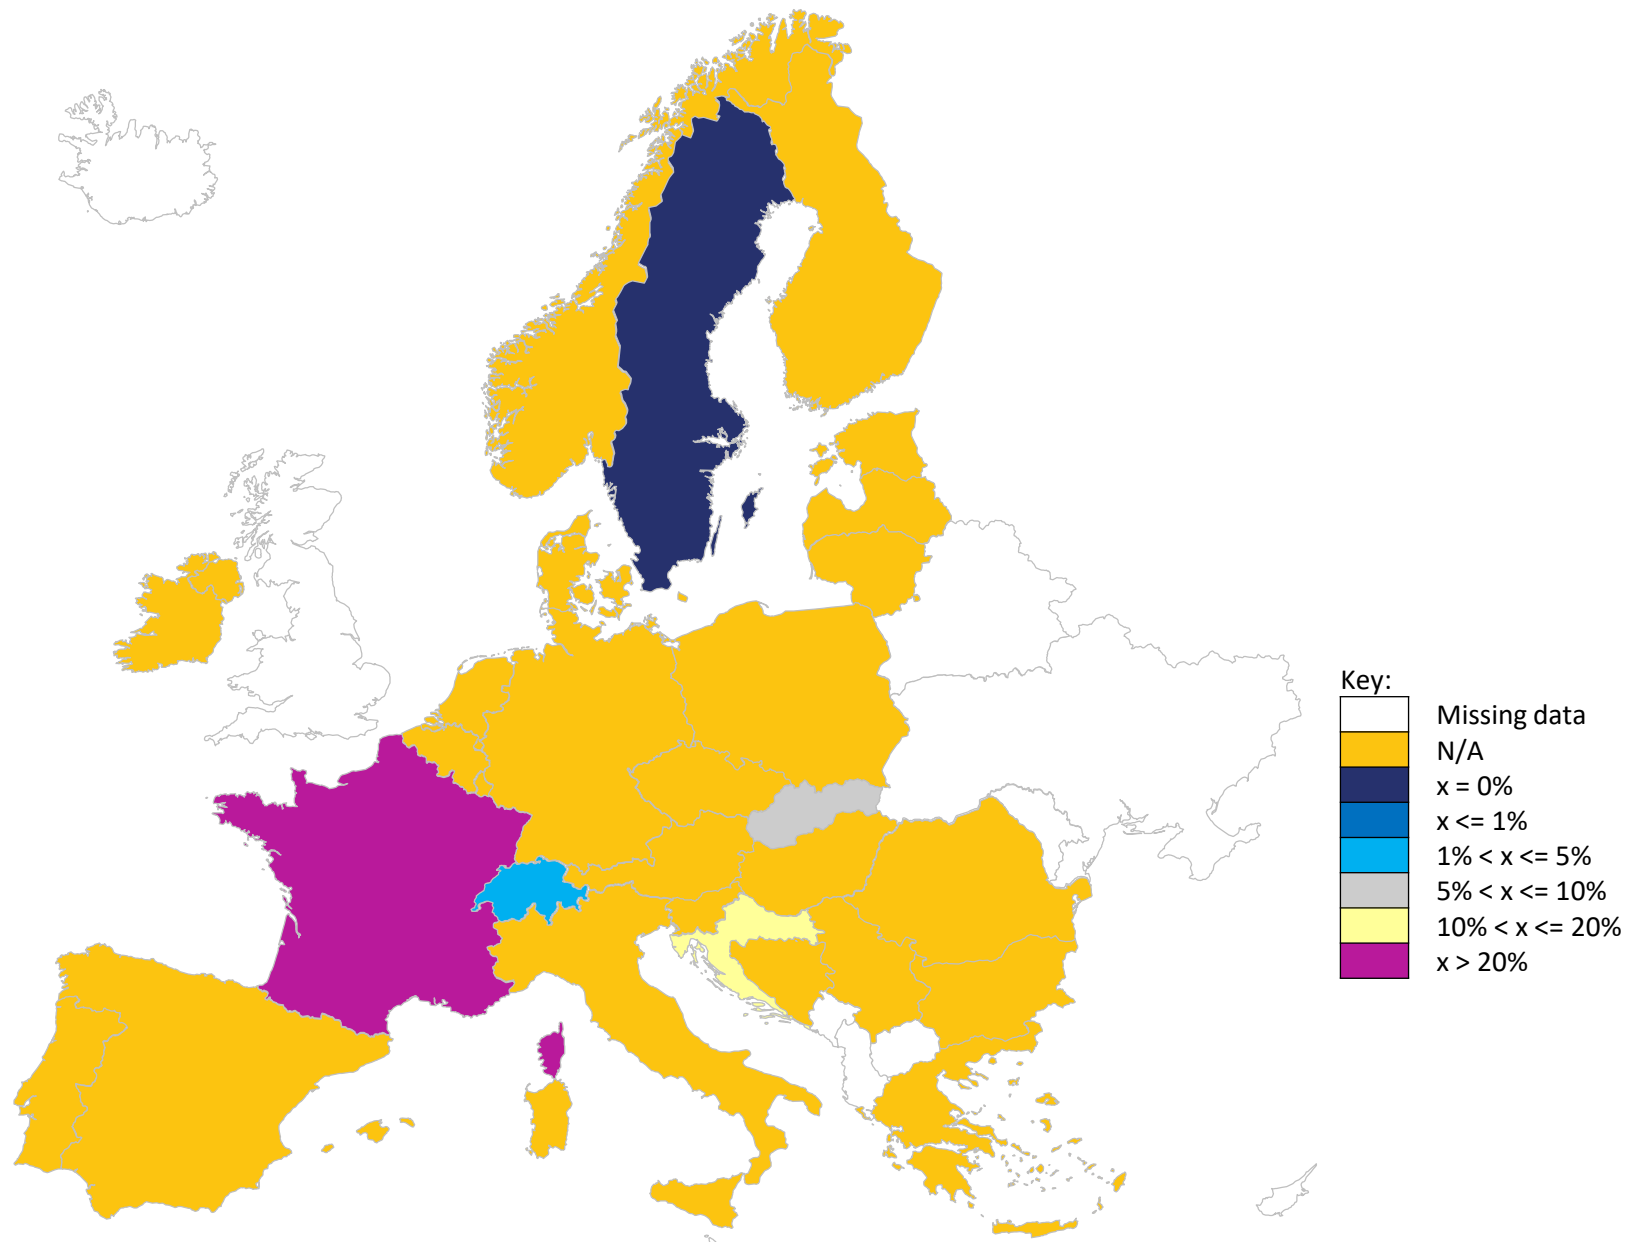 Key:
Missing data
N/A
x = 0%
x <= 1%
1% < x <= 5%
5% < x <= 10%
10% < x <= 20%
x > 20%